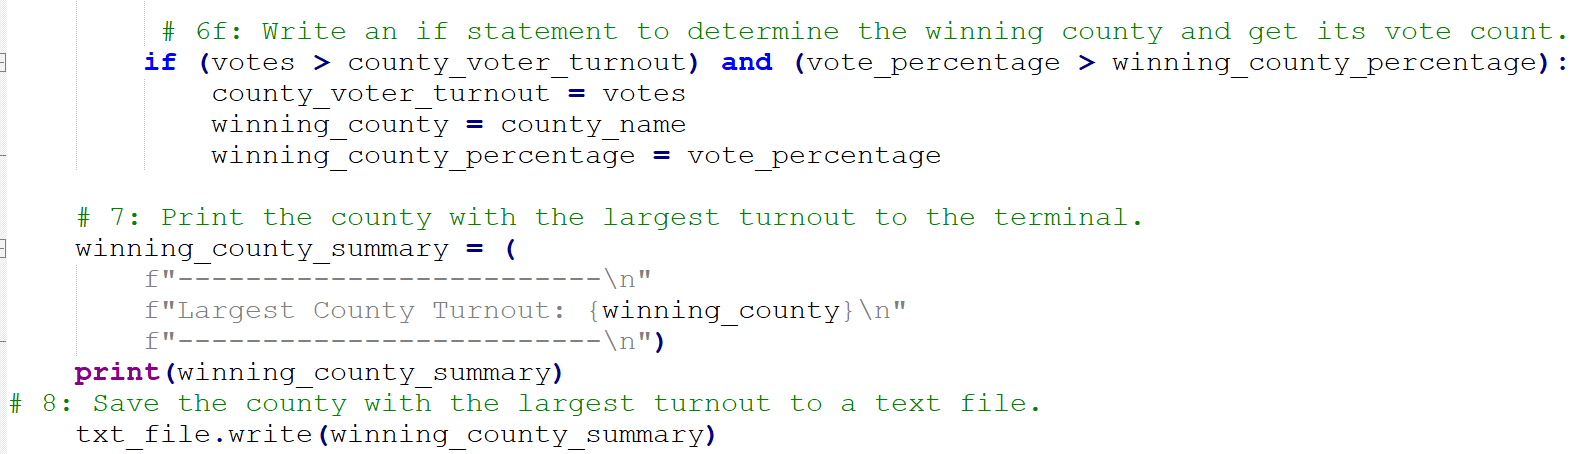 # 6f: Write an if statement to determine the winning county and get its vote count.
if (votes > county_voter_turnout) and (vote_percentage > winning_county_percentage):
county_voter_turnout = votes
winning_county = county_name
winning_county_percentage = vote_percentage
# 7: Print the county with the largest turnout to the terminal.
winning_county_summary = (
f"-------------------------\n"
f"Largest County Turnout: {winning_county}\n"
f"-------------------------\n")
print(winning_county_summary)
# 8: Save the county with the largest turnout to a text file.
txt_file.write(winning_county_summary)